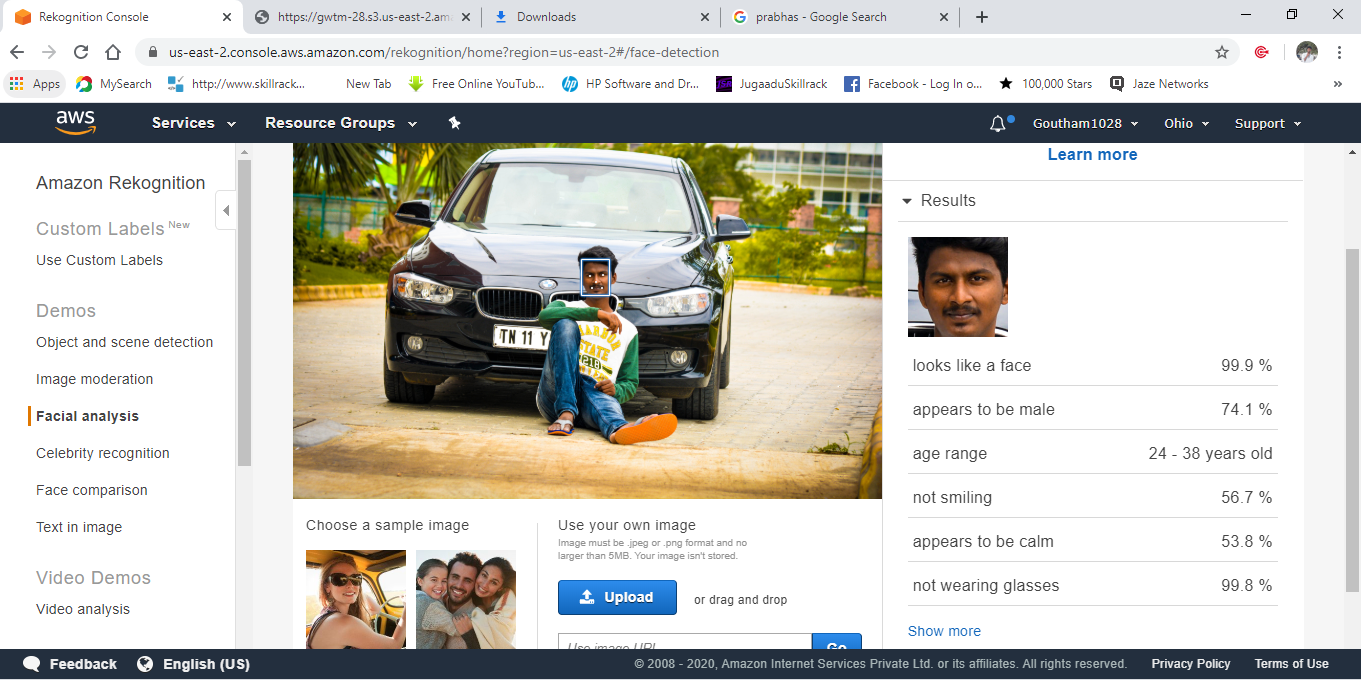 Rekognition Console
https://gwtm-28.s3.us-east-2.am
Downloads
prabhas - Google Search
us-east-2.console.aws.amazon.com/rekognition/home?region=us-east-2#/face-detection
Apps
MySearch
http://www.skillrack...
New Tab
Free Online YouTub...
HP Software and Dr...
JugaaduSkillrack
Facebook - Log In o...
100,000 Stars
Jaze Networks
»
aws
Services
Resource Groups
Goutham1028
Ohio
Support
Amazon Rekognition
Custom Labels New
Use Custom Labels
Demos
Object and scene detection
Image moderation
Facial analysis
Celebrity recognition
Face comparison
Text in image
Video Demos
Video analysis
TN 11 Y
HARBOR
STATE
218
Choose a sample image
Use your own image
Image must be .jpeg or .png format and no
larger than 5MB. Your image isn't stored.
Upload
or drag and drop
Use image URL
Go
Learn more
Results
looks like a face 99.9 %
appears to be male 74.1 %
age range 24 - 38 years old
not smiling 56.7 %
appears to be calm 53.8 %
not wearing glasses 99.8 %
Show more
Feedback
English (US)
© 2008 - 2020, Amazon Internet Services Private Ltd. or its affiliates. All rights reserved.
Privacy Policy
Terms of Use